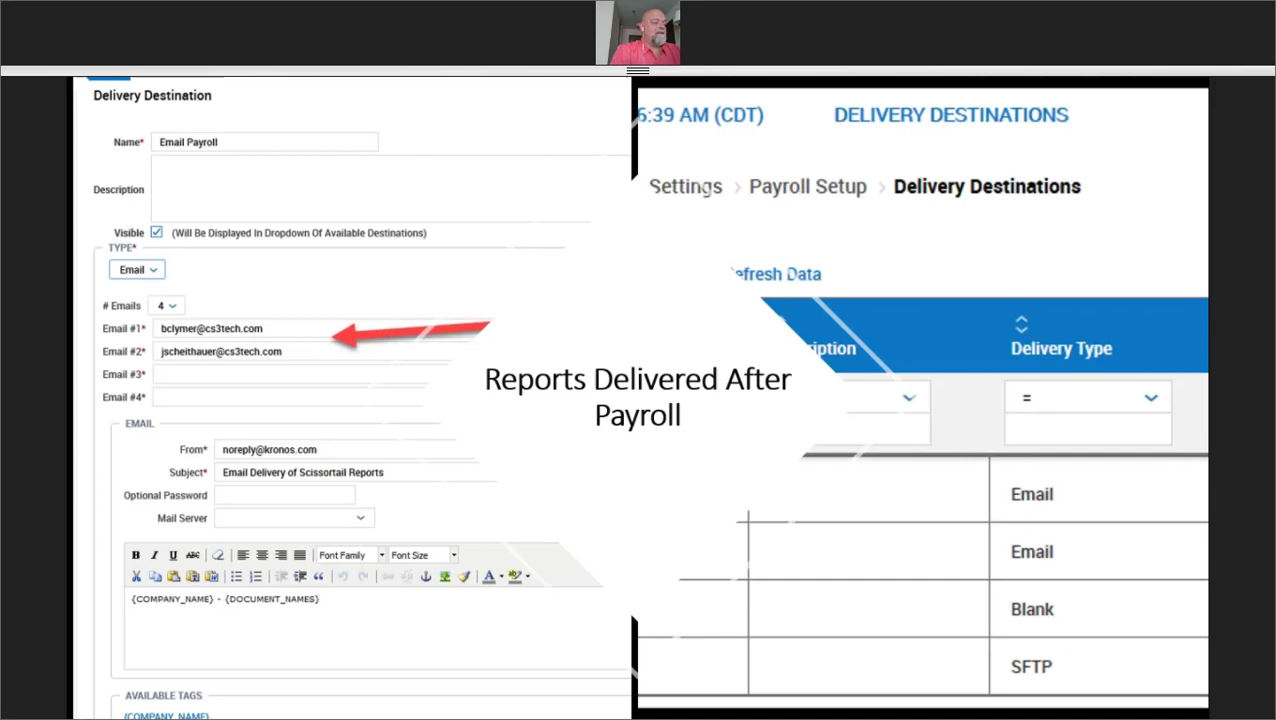 Delivery Destination
Name* Email Payroll
Description
Visible (Will Be Displayed In Dropdown Of Available Destinations)
TYPE*
Email
# Emails 4
Email #1* bclymer@cs3tech.com
Email #2* jscheithauer@cs3tech.com
Email #3*
Email #4*
EMAIL
From* noreply@kronos.com
Subject* Email Delivery of Scissortail Reports
Optional Password
Mail Server
B I U ABC Font Family Font Size
{COMPANY_NAME} - {DOCUMENT_NAMES}
AVAILABLE TAGS
{COMPANY_NAME}
Reports Delivered After
Payroll
6:39 AM (CDT) DELIVERY DESTINATIONS
Settings > Payroll Setup > Delivery Destinations
efresh Data
iption Delivery Type
=
Email
Email
Blank
SFTP